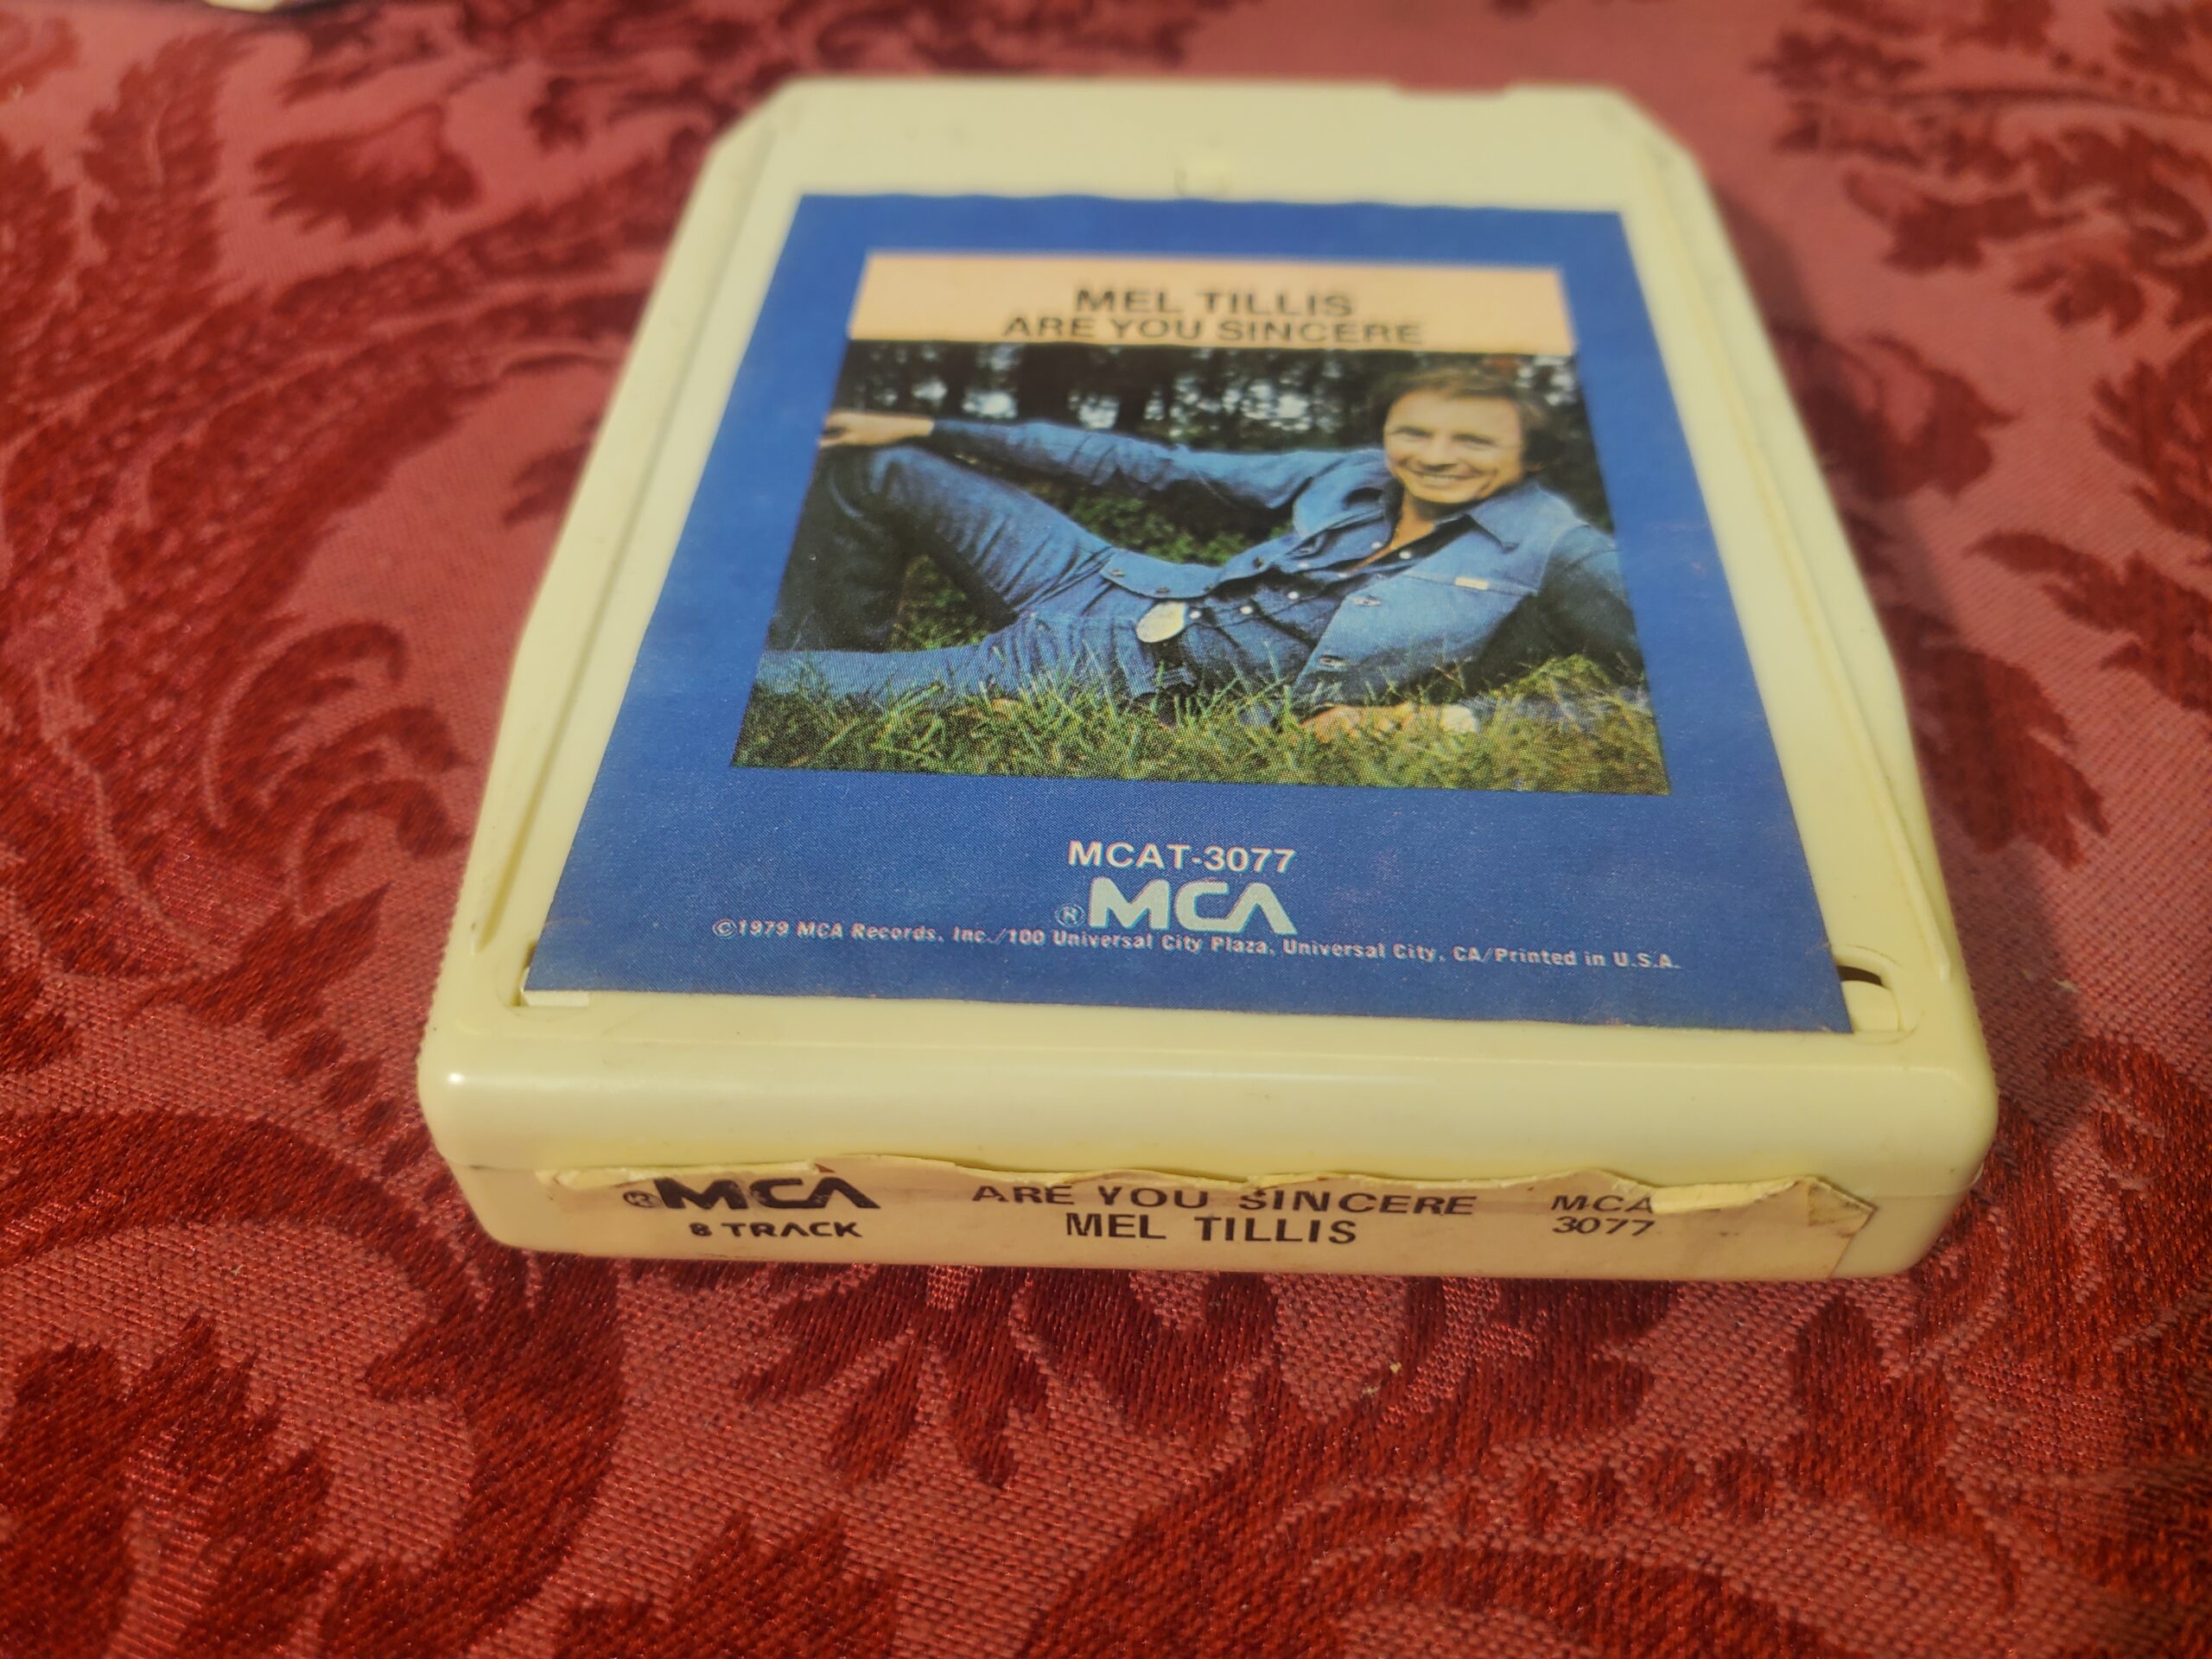 MEL TILLIS
ARE YOU SINCERE
MCAT-3077
®MCA
©1979 MCA Records, Inc./100 Universal City Plaza, Universal City, CA/Printed in U.S.A.
®MCA ARE YOU SINCERE MCA
8 TRACK MEL TILLIS 3077